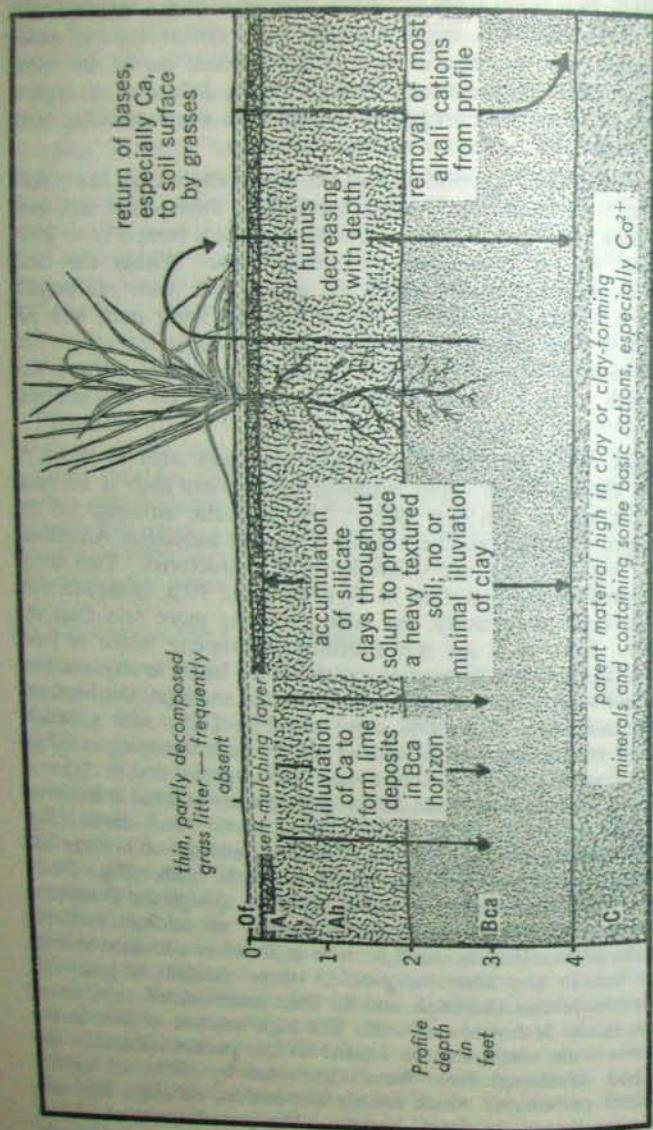 thin, partly decomposed
grass litter — frequently
absent
return of bases,
especially Ca,
to soil surface
by grasses
Of
0
A
self-mulching layer
1
Ah
2
3
Bca
4
C
Profile
depth
in
feet
illuviation
of Ca to
form lime
deposits
in Bca
horizon
accumulation
of silicate
clays throughout
solum to produce
a heavy textured
soil; no or
minimal illuviation
of clay
humus
decreasing
with depth
removal of most
alkali cations
from profile
parent material high in clay or clay-forming
minerals and containing some basic cations, especially Ca²⁺